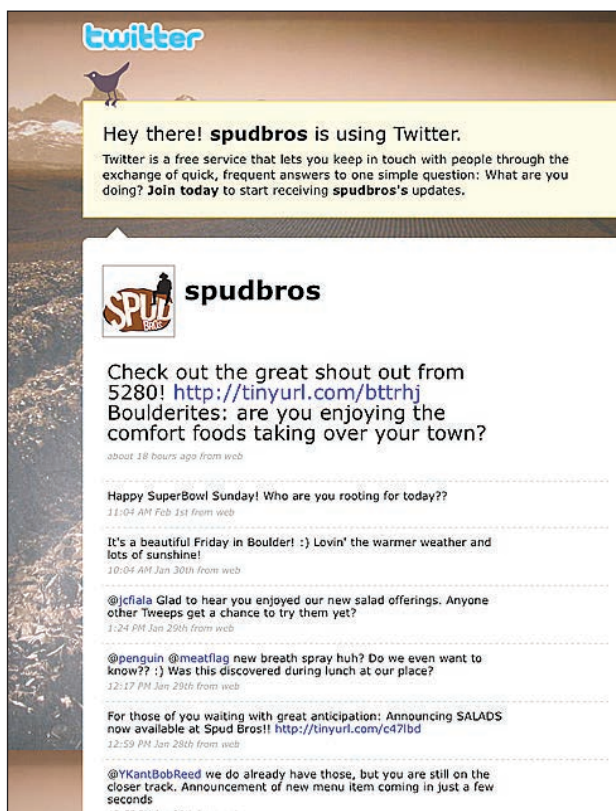 twitter
Hey there! spudbros is using Twitter.
Twitter is a free service that lets you keep in touch with people through the
exchange of quick, frequent answers to one simple question: What are you
doing? Join today to start receiving spudbros's updates.
SPUD
BROS
spudbros
Check out the great shout out from
5280! http://tinyurl.com/bttrhj
Boulderites: are you enjoying the
comfort foods taking over your town?
about 18 hours ago from web
Happy SuperBowl Sunday! Who are you rooting for today??
11:04 AM Feb 1st from web
It's a beautiful Friday in Boulder! :) Lovin' the warmer weather and
lots of sunshine!
10:04 AM Jan 30th from web
@jcfiala Glad to hear you enjoyed our new salad offerings. Anyone
other Tweeps get a chance to try them yet?
1:24 PM Jan 29th from web
@penguin @meatflag new breath spray huh? Do we even want to
know?? :) Was this discovered during lunch at our place?
12:17 PM Jan 29th from web
For those of you waiting with great anticipation: Announcing SALADS
now available at Spud Bros!! http://tinyurl.com/c47lbd
12:59 PM Jan 28th from web
@YKantBobReed we do already have those, but you are still on the
closer track. Announcement of new menu item coming in just a few
seconds